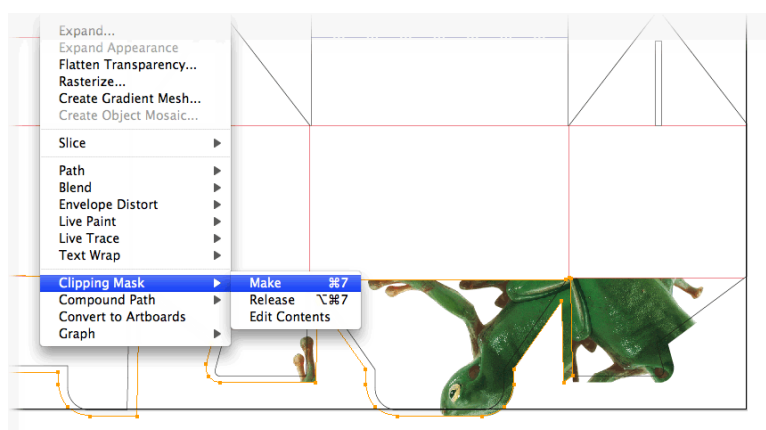 Expand...
Expand Appearance
Flatten Transparency...
Rasterize...
Create Gradient Mesh...
Create Object Mosaic...
Slice
Path
Blend
Envelope Distort
Live Paint
Live Trace
Text Wrap
Clipping Mask
Make ⌘7
Compound Path
Release ⌥⌘7
Convert to Artboards
Edit Contents
Graph